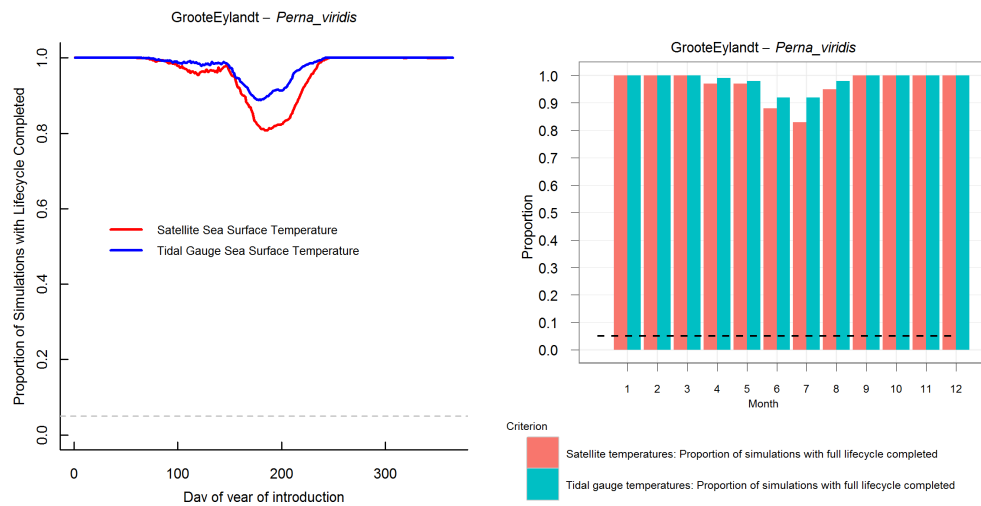 GrooteEylandt – Perna_viridis
Proportion of Simulations with Lifecycle Completed
1.0
0.8
0.6
0.4
0.2
0.0
Satellite Sea Surface Temperature
Tidal Gauge Sea Surface Temperature
0 100 200 300
Day of year of introduction
GrooteEylandt – Perna_viridis
Proportion
1.0
0.9
0.8
0.7
0.6
0.5
0.4
0.3
0.2
0.1
0.0
1 2 3 4 5 6 7 8 9 10 11 12
Month
Criterion
Satellite temperatures: Proportion of simulations with full lifecycle completed
Tidal gauge temperatures: Proportion of simulations with full lifecycle completed